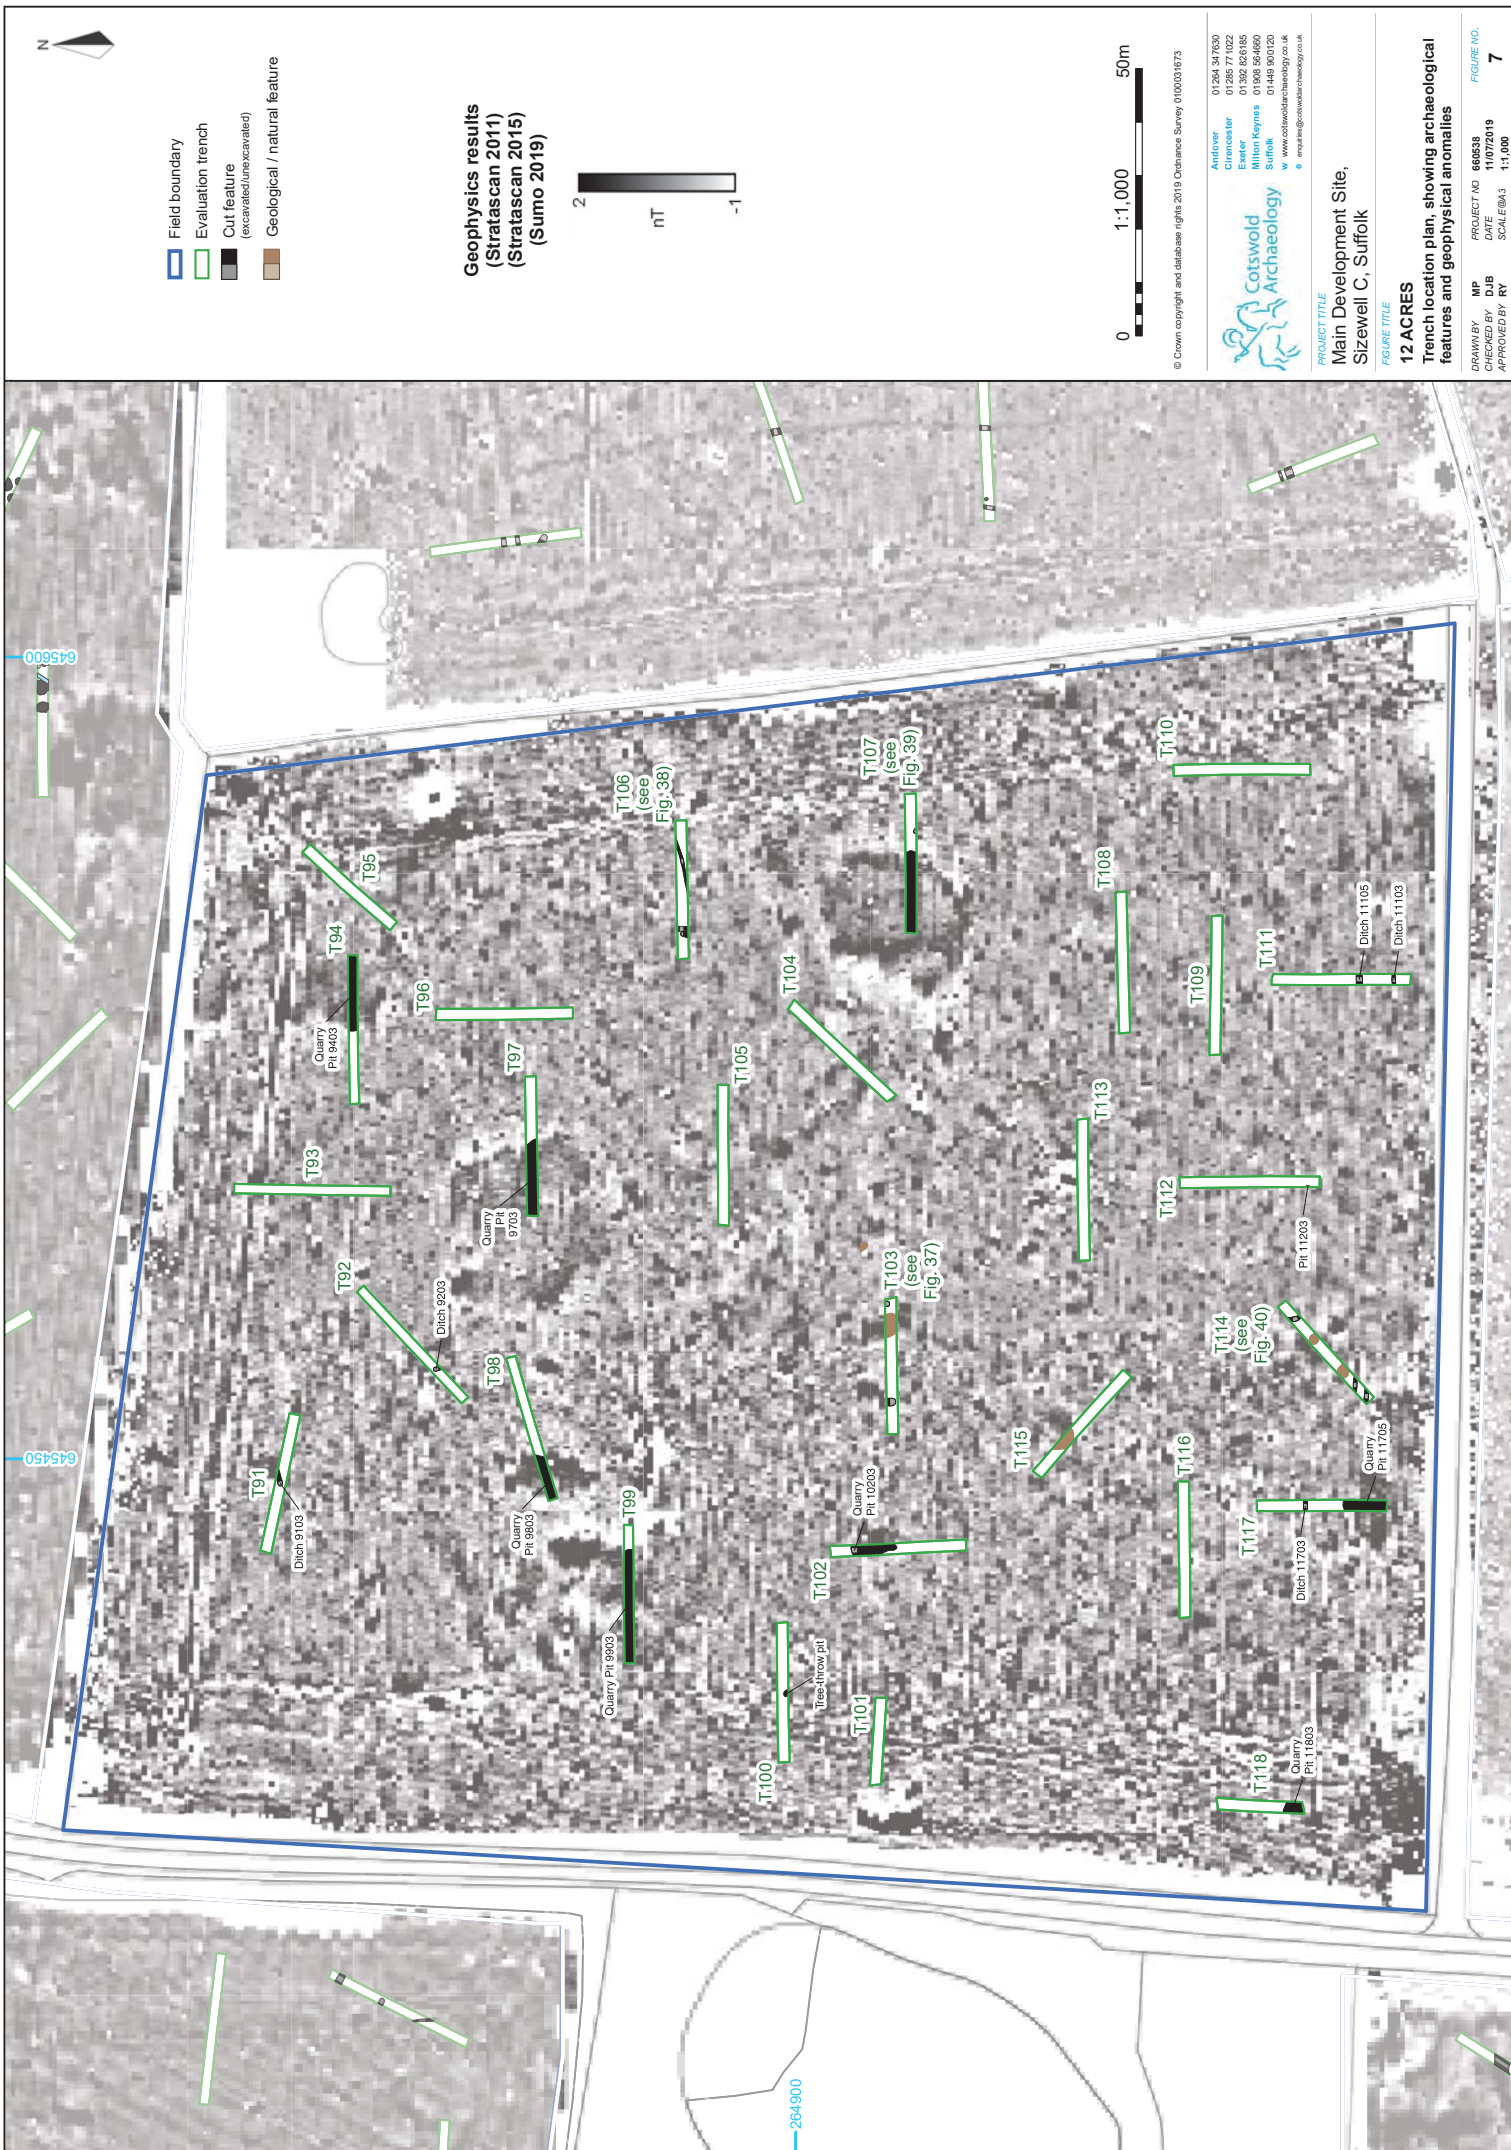 N
Field boundary
Evaluation trench
Cut feature
(excavated/unexcavated)
Geological / natural feature
Geophysics results
(Stratascan 2011)
(Stratascan 2015)
(Sumo 2019)
2
nT
-1
0
1:1,000
50m
© Crown copyright and database rights 2019 Ordnance Survey 0100031673
Cotswold
Archaeology
Andover 01264 347630
Cirencester 01285 771022
Exeter 01392 826185
Milton Keynes 01908 564660
Suffolk 01449 900120
w www.cotswoldarchaeology.co.uk
e enquiries@cotswoldarchaeology.co.uk
PROJECT TITLE
Main Development Site,
Sizewell C, Suffolk
FIGURE TITLE
12 ACRES
Trench location plan, showing archaeological
features and geophysical anomalies
DRAWN BY MP
CHECKED BY DJB
APPROVED BY RY
PROJECT NO 660538
DATE 11/07/2019
SCALE@A3 1:1,000
FIGURE NO.
7
645600
645450
264900
T91
Ditch 9103
T92
Ditch 9203
T93
T94
Quarry
Pit 9403
T95
T96
T97
Quarry
Pit
9703
T98
Quarry
Pit 9803
T99
Quarry Pit 9903
T100
Tree-throw pit
T101
T102
Quarry
Pit 10203
T103
(see
Fig. 37)
T104
T105
T106
(see
Fig. 38)
T107
(see
Fig. 39)
T108
T109
T110
T111
Ditch 11105
Ditch 11103
T112
Pit 11203
T113
T114
(see
Fig. 40)
T115
T116
T117
Ditch 11703
Quarry
Pit 11705
T118
Quarry
Pit 11803